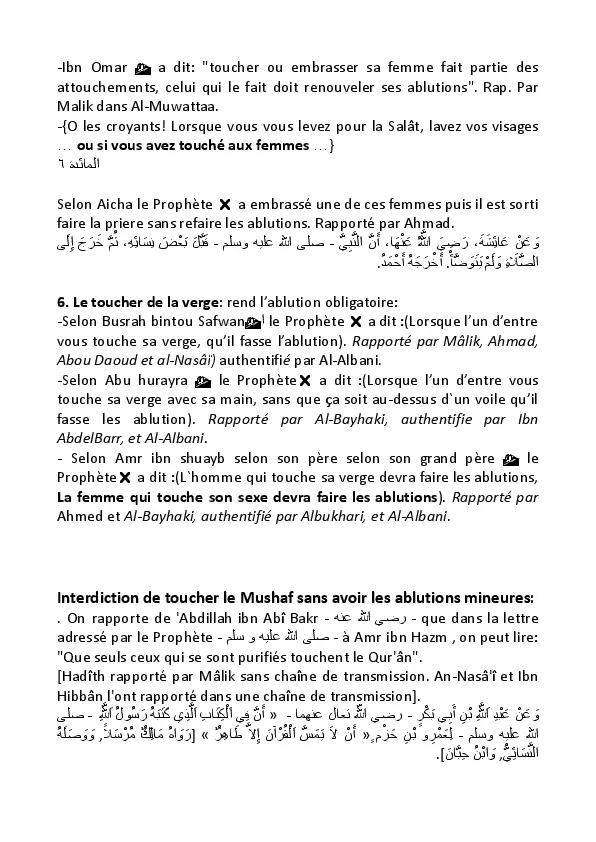 -Ibn Omar a dit: "toucher ou embrasser sa femme fait partie des
attouchements, celui qui le fait doit renouveler ses ablutions". Rap. Par
Malik dans Al-Muwattaa.
-{O les croyants! Lorsque vous vous levez pour la Salât, lavez vos visages
… ou si vous avez touché aux femmes …}
المائدة ٦
Selon Aicha le Prophète a embrassé une de ces femmes puis il est sorti
faire la priere sans refaire les ablutions. Rapporté par Ahmad.
وَعَنْ عَائِشَةَ، رَضِيَ اَللَّهُ عَنْهَا، أَنَّ اَلنَّبِيَّ - صلى الله عليه وسلم - قَبَّلَ بَعْضَ نِسَائِهِ، ثُمَّ خَرَجَ إِلَى
اَلصَّلَاةِ وَلَمْ يَتَوَضَّأْ. أَخْرَجَهُ أَحْمَدُ.
6. Le toucher de la verge: rend l’ablution obligatoire:
-Selon Busrah bintou Safwan أ le Prophète a dit :(Lorsque l’un d’entre
vous touche sa verge, qu’il fasse l’ablution). Rapporté par Mâlik, Ahmad,
Abou Daoud et al-Nasâï) authentifié par Al-Albani.
-Selon Abu hurayra le Prophète a dit :(Lorsque l’un d’entre vous
touche sa verge avec sa main, sans que ça soit au-dessus d`un voile qu’il
fasse les ablution). Rapporté par Al-Bayhaki, authentifie par Ibn
AbdelBarr, et Al-Albani.
- Selon Amr ibn shuayb selon son père selon son grand père le
Prophète a dit :(L`homme qui touche sa verge devra faire les ablutions,
La femme qui touche son sexe devra faire les ablutions). Rapporté par
Ahmed et Al-Bayhaki, authentifié par Albukhari, et Al-Albani.
Interdiction de toucher le Mushaf sans avoir les ablutions mineures:
. On rapporte de 'Abdillah ibn Abî Bakr - رضي الله عنه - que dans la lettre
adressé par le Prophète - صلى الله عليه و سلم - à Amr ibn Hazm , on peut lire:
"Que seuls ceux qui se sont purifiés touchent le Qur'ân".
[Hadîth rapporté par Mâlik sans chaîne de transmission. An-Nasâ'î et Ibn
Hibbân l'ont rapporté dans une chaîne de transmission].
وَعَنْ عَبْدِ اَللَّهِ بْنِ أَبِي بَكْرٍ - رضي الله تعال عنهما - « أَنَّ فِي اَلْكِتَابِ اَلَّذِي كَتَبَهُ رَسُولُ اَللَّهِ - صلى
الله عليه وسلم - لِعَمْرِو بْنِ حَزْمٍ» أَنْ لَا يَمَسَّ اَلْقُرْآنَ إِلاَّ طَاهِرٌ » [رَوَاهُ مَالِكٌ مُرْسَلاً, وَوَصَلَهُ
النَّسَائِيُّ, وَابْنُ حِبَّانَ].